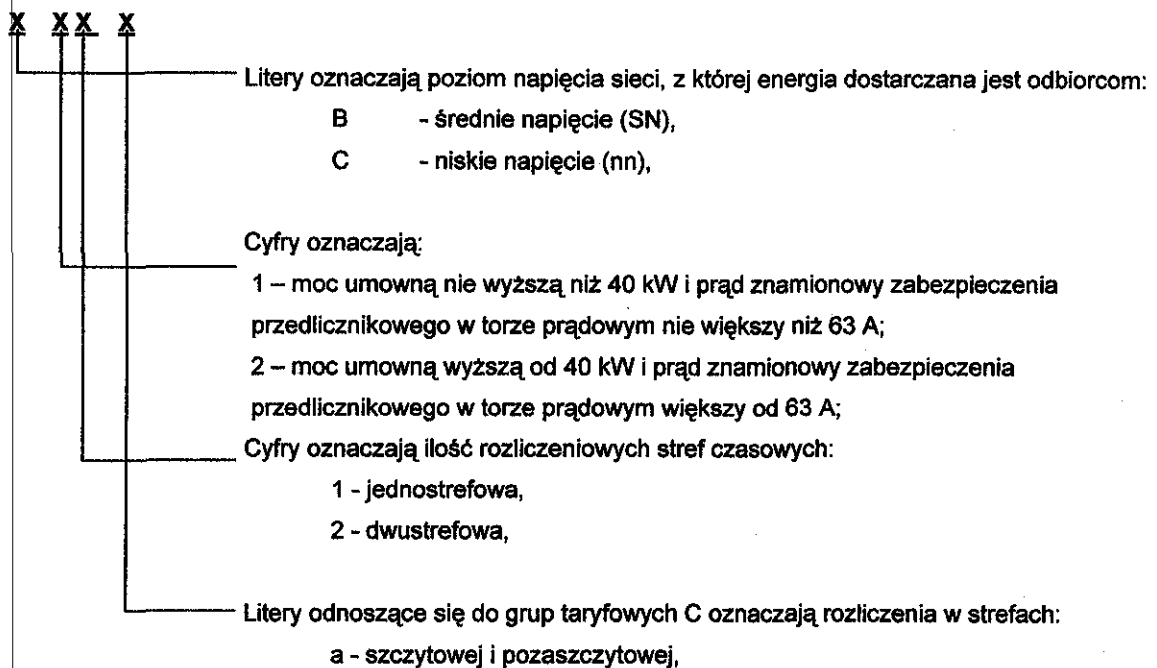 X X X X
Litery oznaczają poziom napięcia sieci, z której energia dostarczana jest odbiorcom:
B - średnie napięcie (SN),
C - niskie napięcie (nn),
Cyfry oznaczają:
1 – moc umowną nie wyższą niż 40 kW i prąd znamionowy zabezpieczenia
przedlicznikowego w torze prądowym nie większy niż 63 A;
2 – moc umowną wyższą od 40 kW i prąd znamionowy zabezpieczenia
przedlicznikowego w torze prądowym większy od 63 A;
Cyfry oznaczają ilość rozliczeniowych stref czasowych:
1 - jednostrefowa,
2 - dwustrefowa,
Litery odnoszące się do grup taryfowych C oznaczają rozliczenia w strefach:
a - szczytowej i pozaszczytowej,